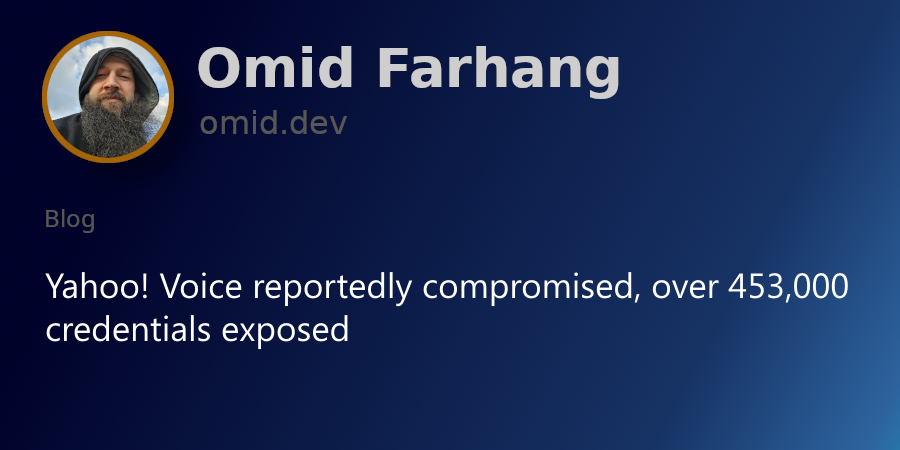 Omid Farhang
omid.dev
Blog
Yahoo! Voice reportedly compromised, over 453,000
credentials exposed